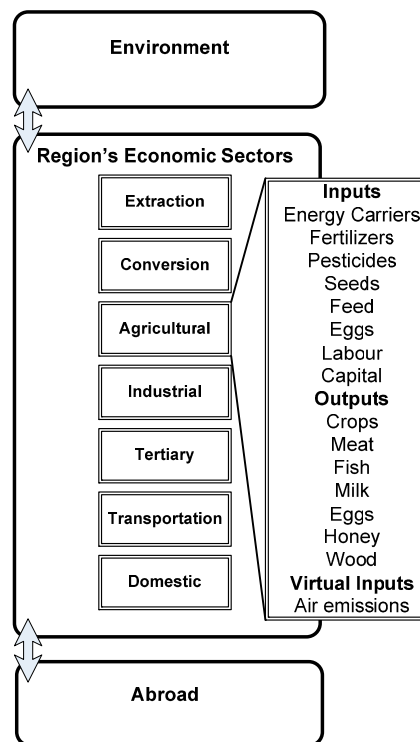 Environment
Region's Economic Sectors
Extraction
Conversion
Agricultural
Industrial
Tertiary
Transportation
Domestic
Inputs
Energy Carriers
Fertilizers
Pesticides
Seeds
Feed
Eggs
Labour
Capital
Outputs
Crops
Meat
Fish
Milk
Eggs
Honey
Wood
Virtual Inputs
Air emissions
Abroad